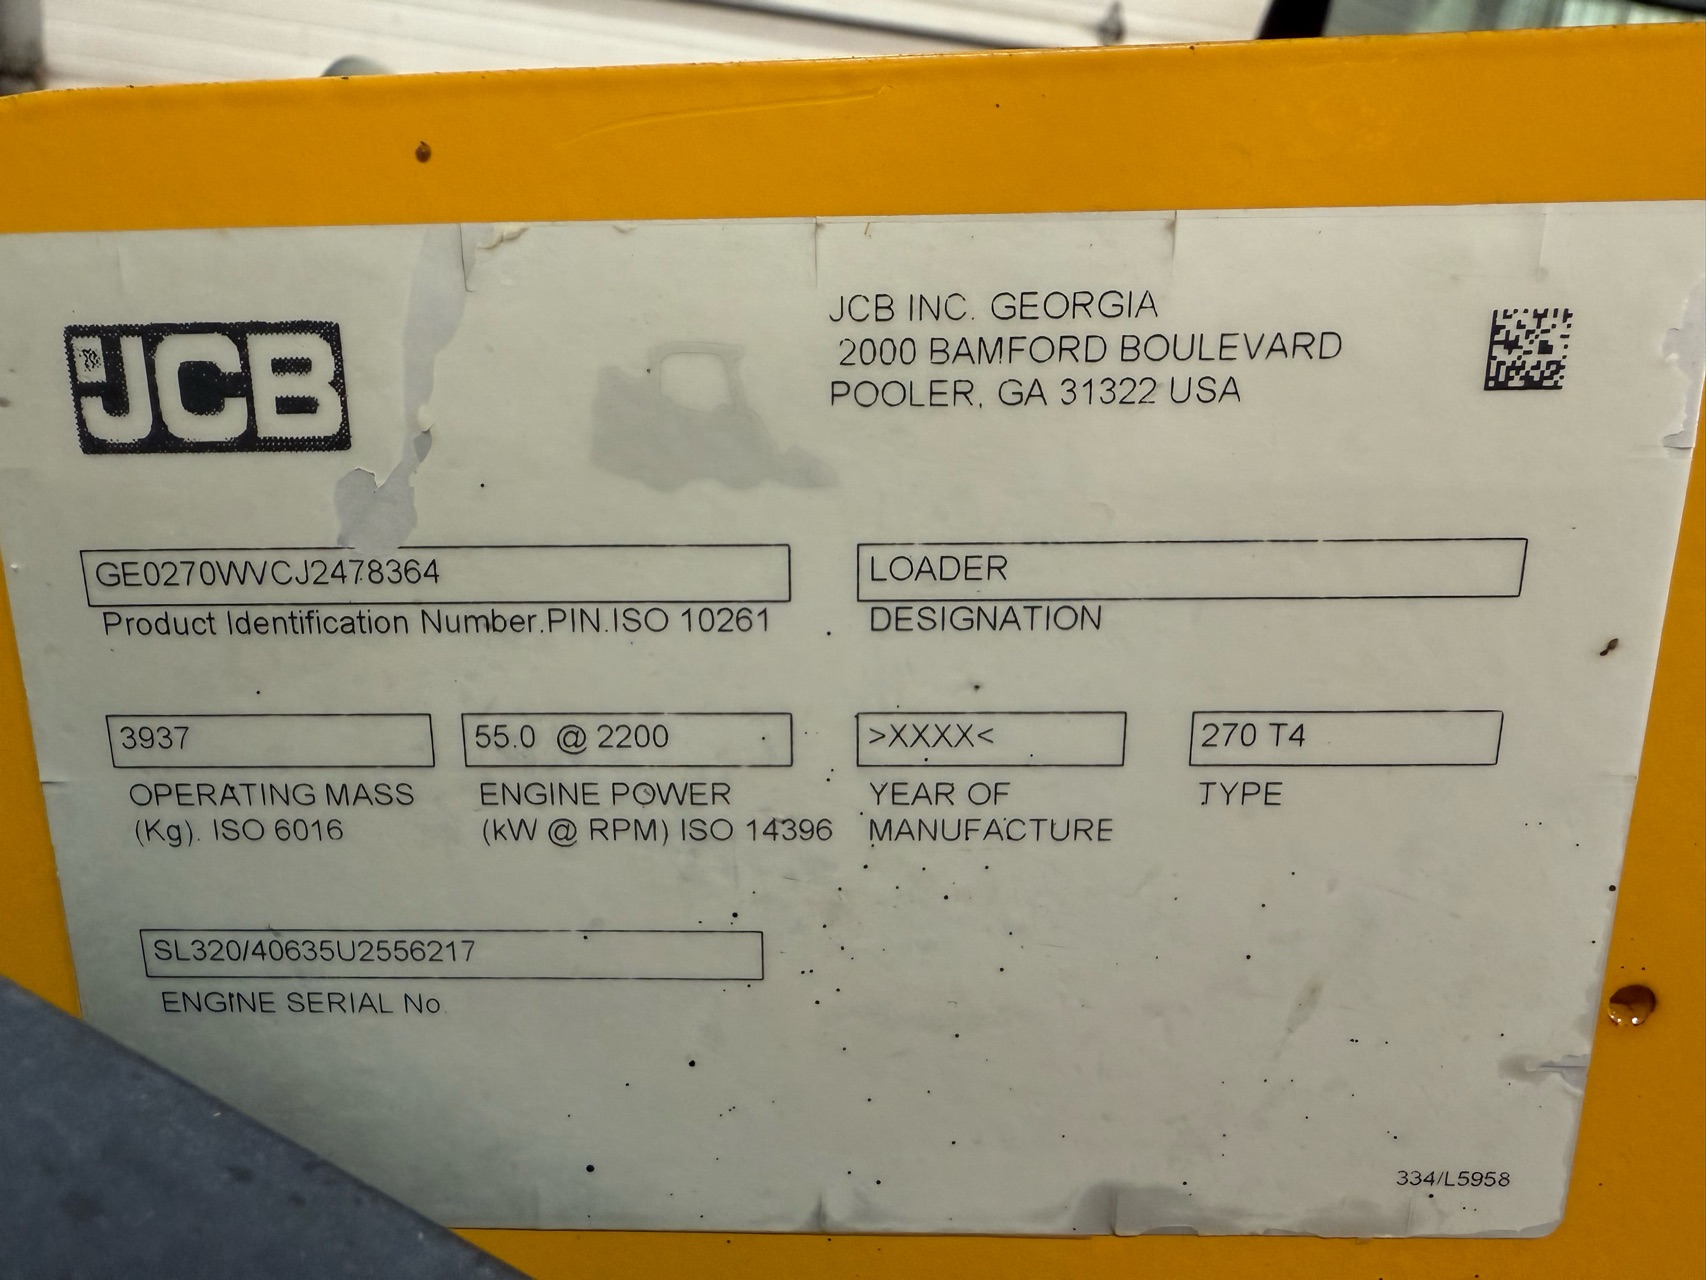 JCB
JCB INC. GEORGIA
2000 BAMFORD BOULEVARD
POOLER, GA 31322 USA
GE0270WVCJ2478364
Product Identification Number.PIN.ISO 10261
LOADER
DESIGNATION
3937
OPERATING MASS
(Kg). ISO 6016
55.0 @ 2200
ENGINE POWER
(kW @ RPM) ISO 14396
>XXXX<
YEAR OF
MANUFACTURE
270 T4
TYPE
SL320/40635U2556217
ENGINE SERIAL No.
334/L5958